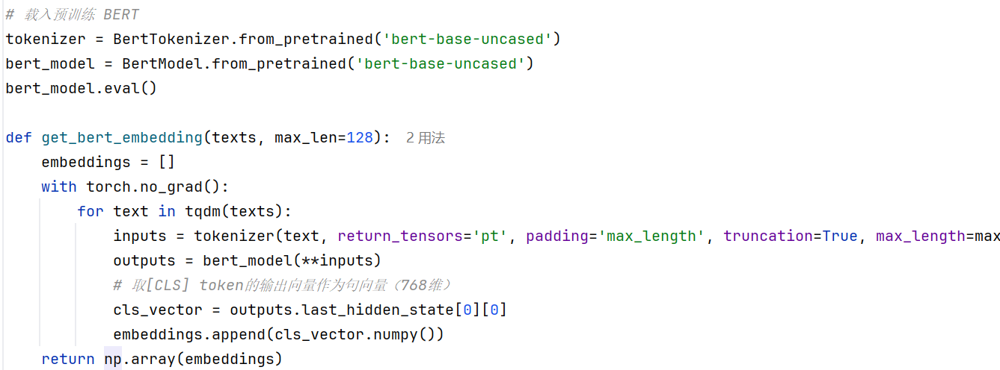 # 载入预训练 BERT
tokenizer = BertTokenizer.from_pretrained('bert-base-uncased')
bert_model = BertModel.from_pretrained('bert-base-uncased')
bert_model.eval()
def get_bert_embedding(texts, max_len=128): 2 用法
    embeddings = []
    with torch.no_grad():
        for text in tqdm(texts):
            inputs = tokenizer(text, return_tensors='pt', padding='max_length', truncation=True, max_length=max
            outputs = bert_model(**inputs)
            # 取[CLS] token的输出向量作为句向量（768维）
            cls_vector = outputs.last_hidden_state[0][0]
            embeddings.append(cls_vector.numpy())
    return np.array(embeddings)